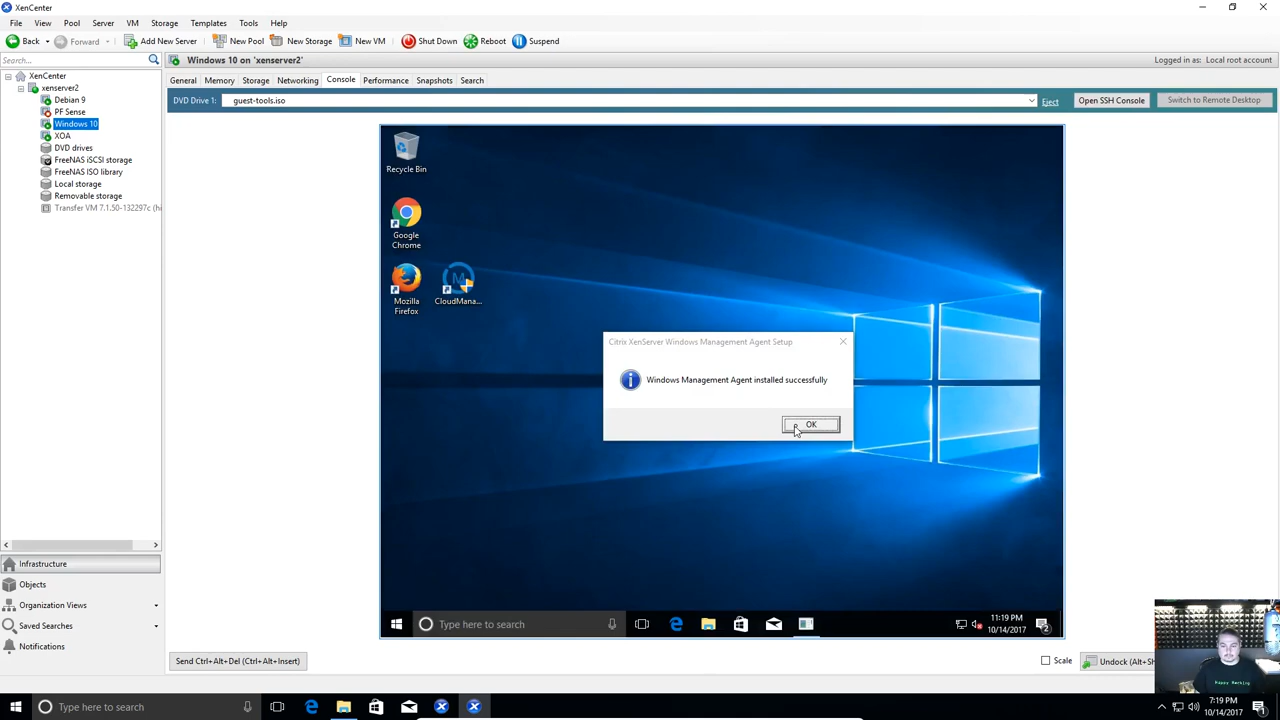 XenCenter
File View Pool Server VM Storage Templates Tools Help
Back Forward Add New Server New Pool New Storage New VM Shut Down Reboot Suspend
Search...
Windows 10 on 'xenserver2'
Logged in as: Local root account
XenCenter
xenserver2
Debian 9
PF Sense
Windows 10
XOA
DVD drives
FreeNAS iSCSI storage
FreeNAS ISO library
Local storage
Removable storage
Transfer VM 7.1.50-132297c (hi
General Memory Storage Networking Console Performance Snapshots Search
DVD Drive 1: guest-tools.iso Eject Open SSH Console Switch to Remote Desktop
Recycle Bin
Google
Chrome
Mozilla
Firefox
CloudMana...
Citrix XenServer Windows Management Agent Setup
Windows Management Agent installed successfully
OK
Type here to search
11:19 PM
10/14/2017
2
Infrastructure
Objects
Organization Views
Saved Searches
Notifications
Send Ctrl+Alt+Del (Ctrl+Alt+Insert)
Scale
Undock (Alt+Sh
Happy Hacking
Type here to search
7:19 PM
10/14/2017
1